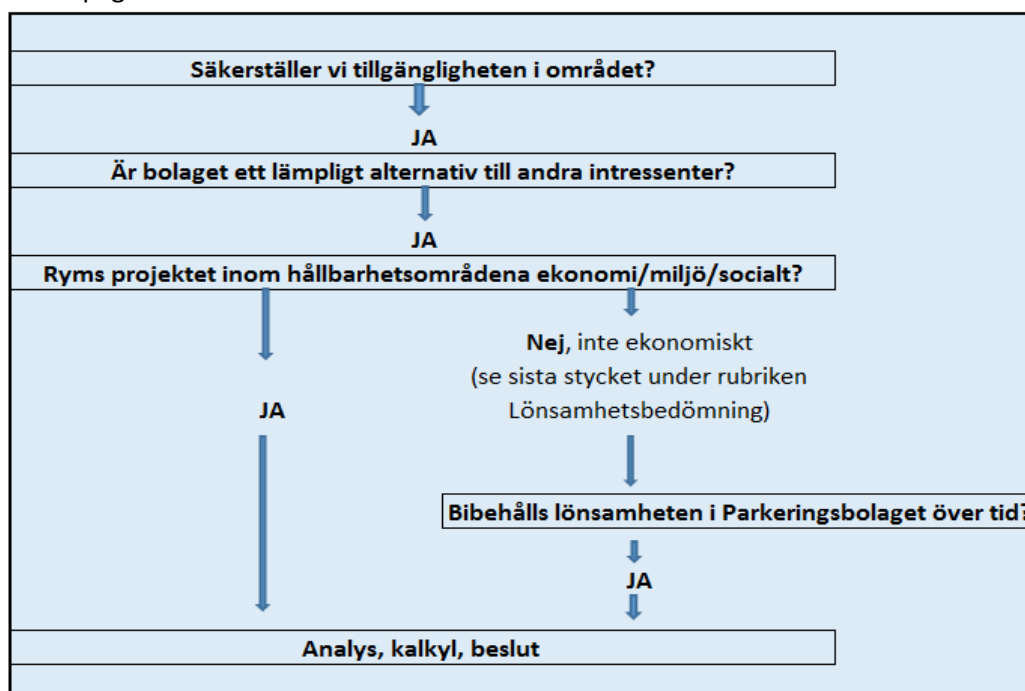 Säkerställer vi tillgängligheten i området?
JA
Är bolaget ett lämpligt alternativ till andra intressenter?
JA
Ryms projektet inom hållbarhetsområdena ekonomi/miljö/socialt?
Nej, inte ekonomiskt
(se sista stycket under rubriken
Lönsamhetsbedömning)
JA
Bibehålls lönsamheten i Parkeringsbolaget över tid?
JA
Analys, kalkyl, beslut